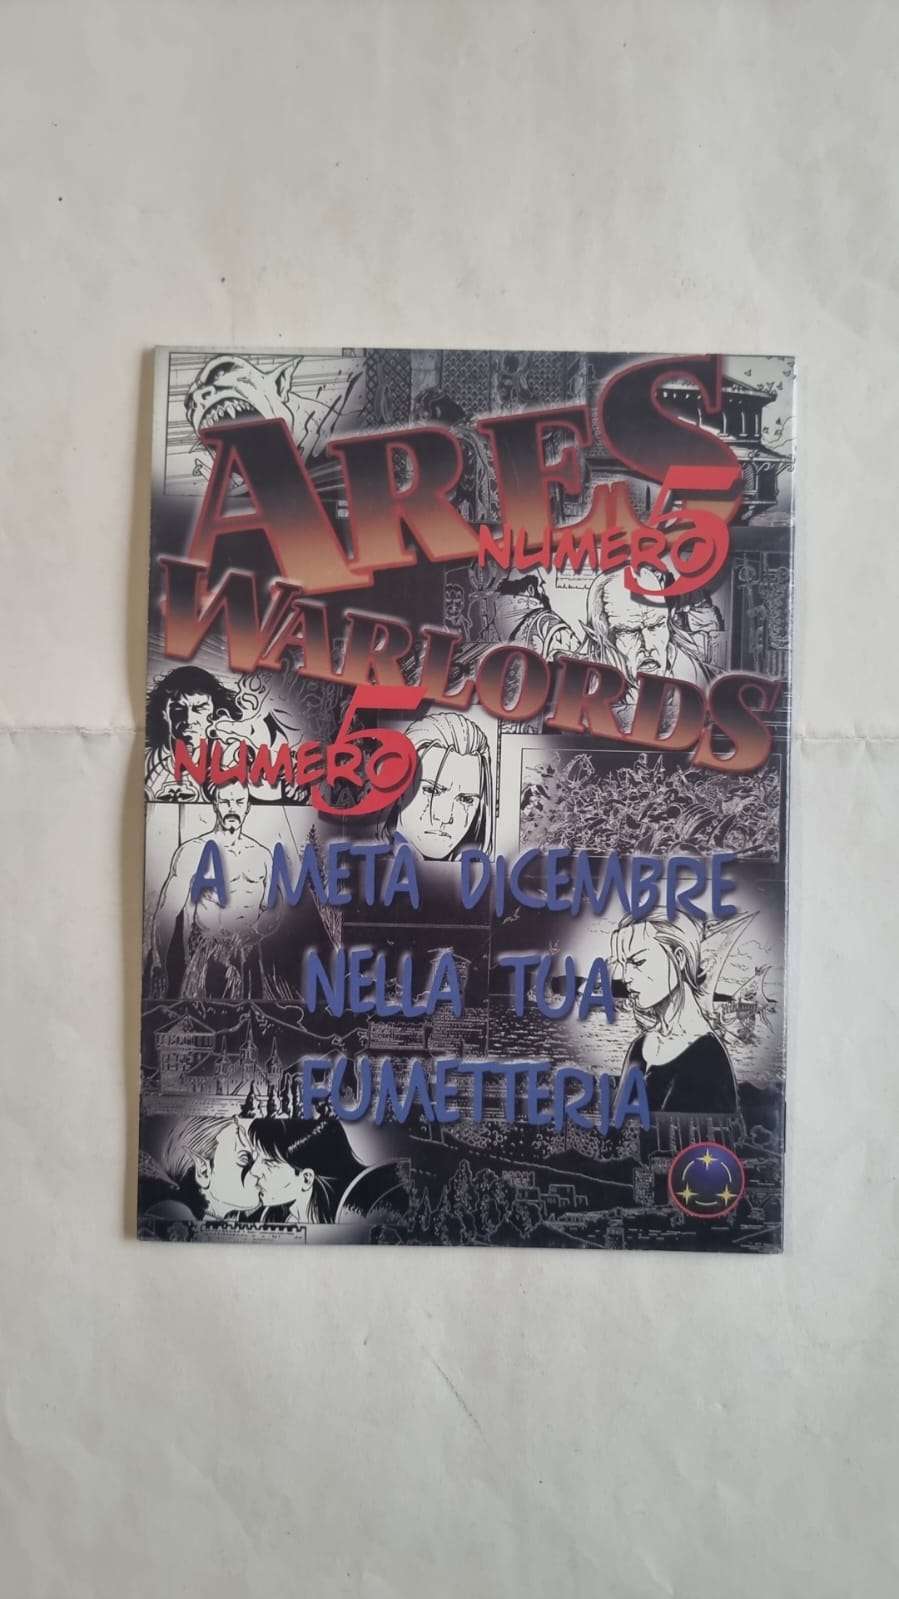 ARES
NUMERO 5
WARLORDS
NUMERO 5
A METÀ DICEMBRE
NELLA TUA
FUMETTERIA